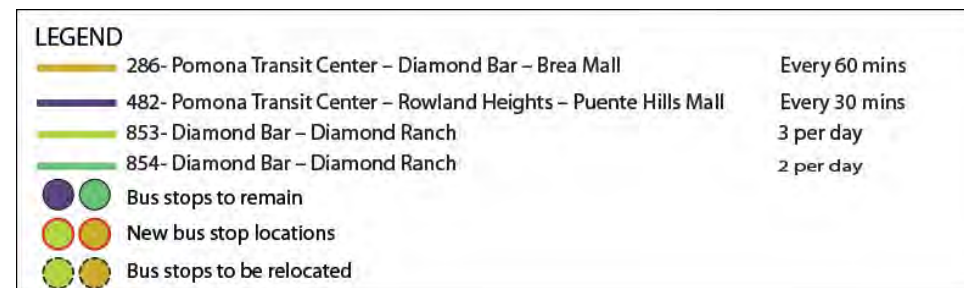 LEGEND
286- Pomona Transit Center – Diamond Bar – Brea Mall Every 60 mins
482- Pomona Transit Center – Rowland Heights – Puente Hills Mall Every 30 mins
853- Diamond Bar – Diamond Ranch 3 per day
854- Diamond Bar – Diamond Ranch 2 per day
Bus stops to remain
New bus stop locations
Bus stops to be relocated